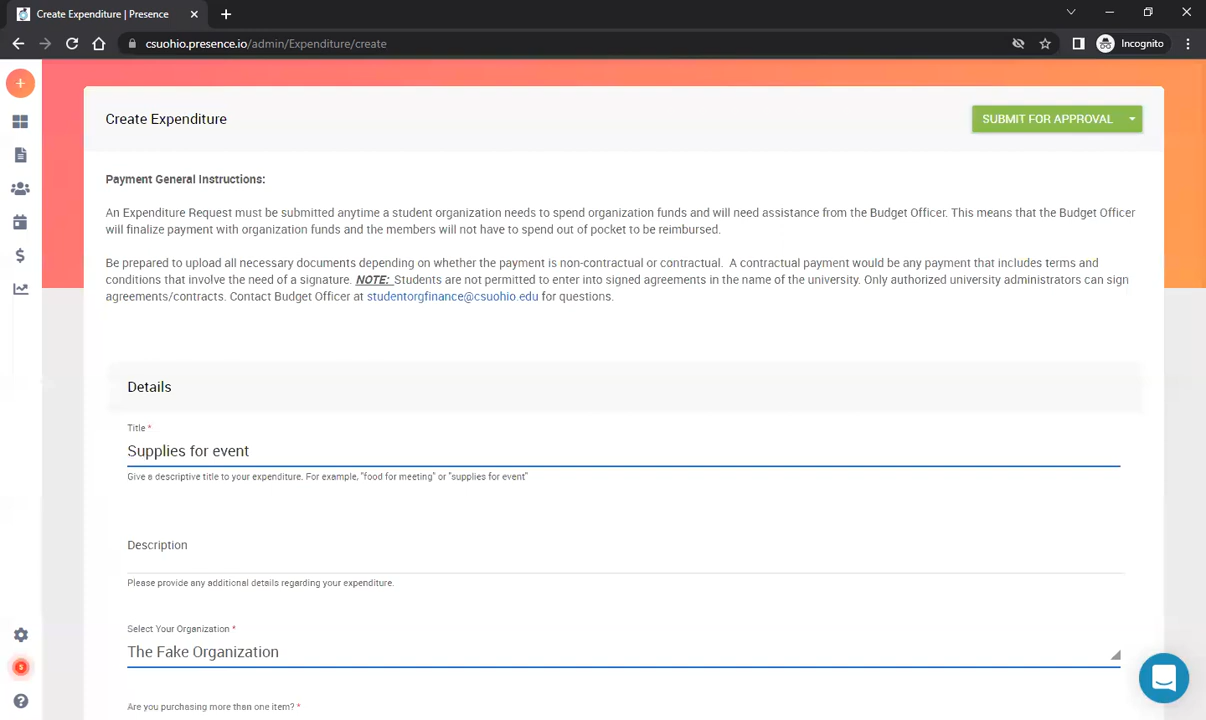 Create Expenditure | Presence
csuohio.presence.io/admin/Expenditure/create
Incognito
Create Expenditure
SUBMIT FOR APPROVAL
Payment General Instructions:
An Expenditure Request must be submitted anytime a student organization needs to spend organization funds and will need assistance from the Budget Officer. This means that the Budget Officer
will finalize payment with organization funds and the members will not have to spend out of pocket to be reimbursed.
Be prepared to upload all necessary documents depending on whether the payment is non-contractual or contractual.  A contractual payment would be any payment that includes terms and
conditions that involve the need of a signature. NOTE: Students are not permitted to enter into signed agreements in the name of the university. Only authorized university administrators can sign
agreements/contracts. Contact Budget Officer at studentorgfinance@csuohio.edu for questions.
Details
Title *
Supplies for event
Give a descriptive title to your expenditure. For example, "food for meeting" or "supplies for event"
Description
Please provide any additional details regarding your expenditure.
Select Your Organization *
The Fake Organization
Are you purchasing more than one item? *